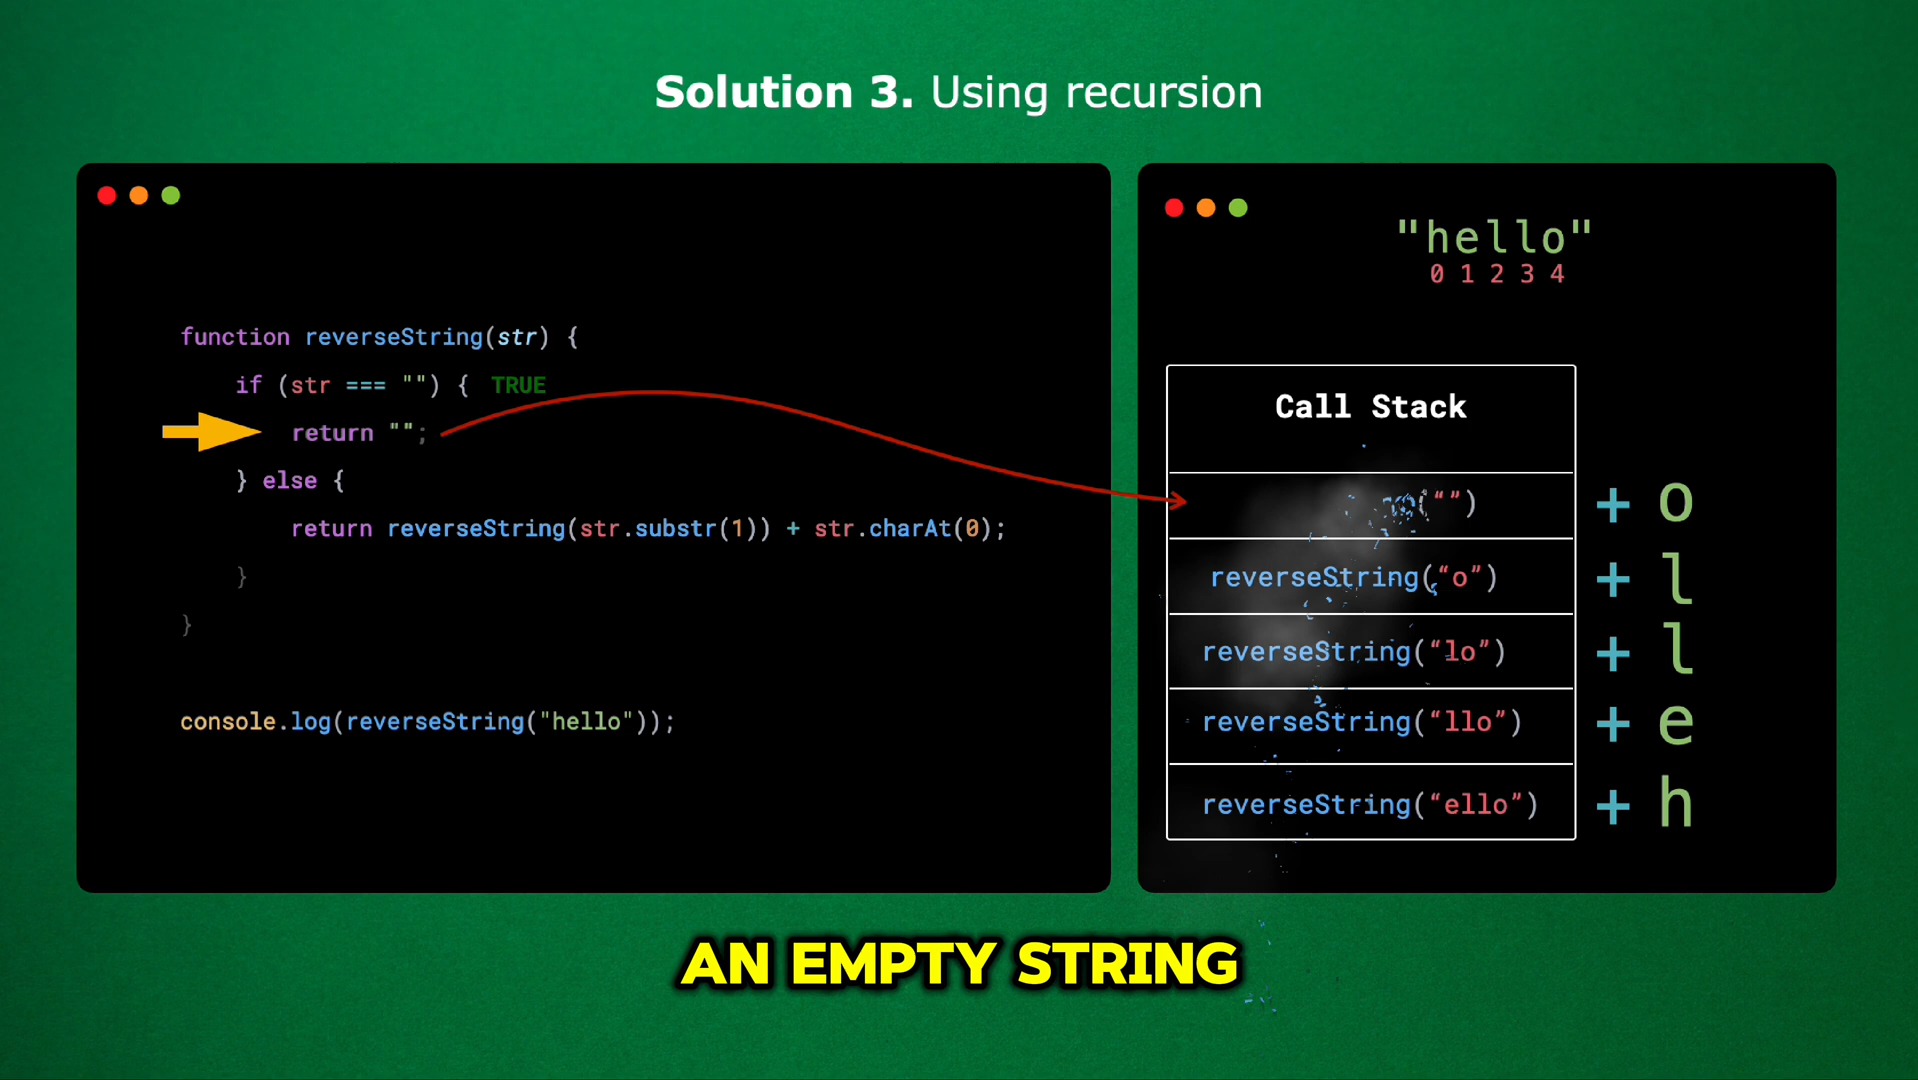 Solution 3. Using recursion
function reverseString(str) {
if (str === "") { TRUE
return "";
} else {
return reverseString(str.substr(1)) + str.charAt(0);
}
}
console.log(reverseString("hello"));
"hello"
0 1 2 3 4
Call Stack
(“”) + o
reverseString(“o”) + l
reverseString(“lo”) + l
reverseString(“llo”) + e
reverseString(“ello”) + h
AN EMPTY STRING